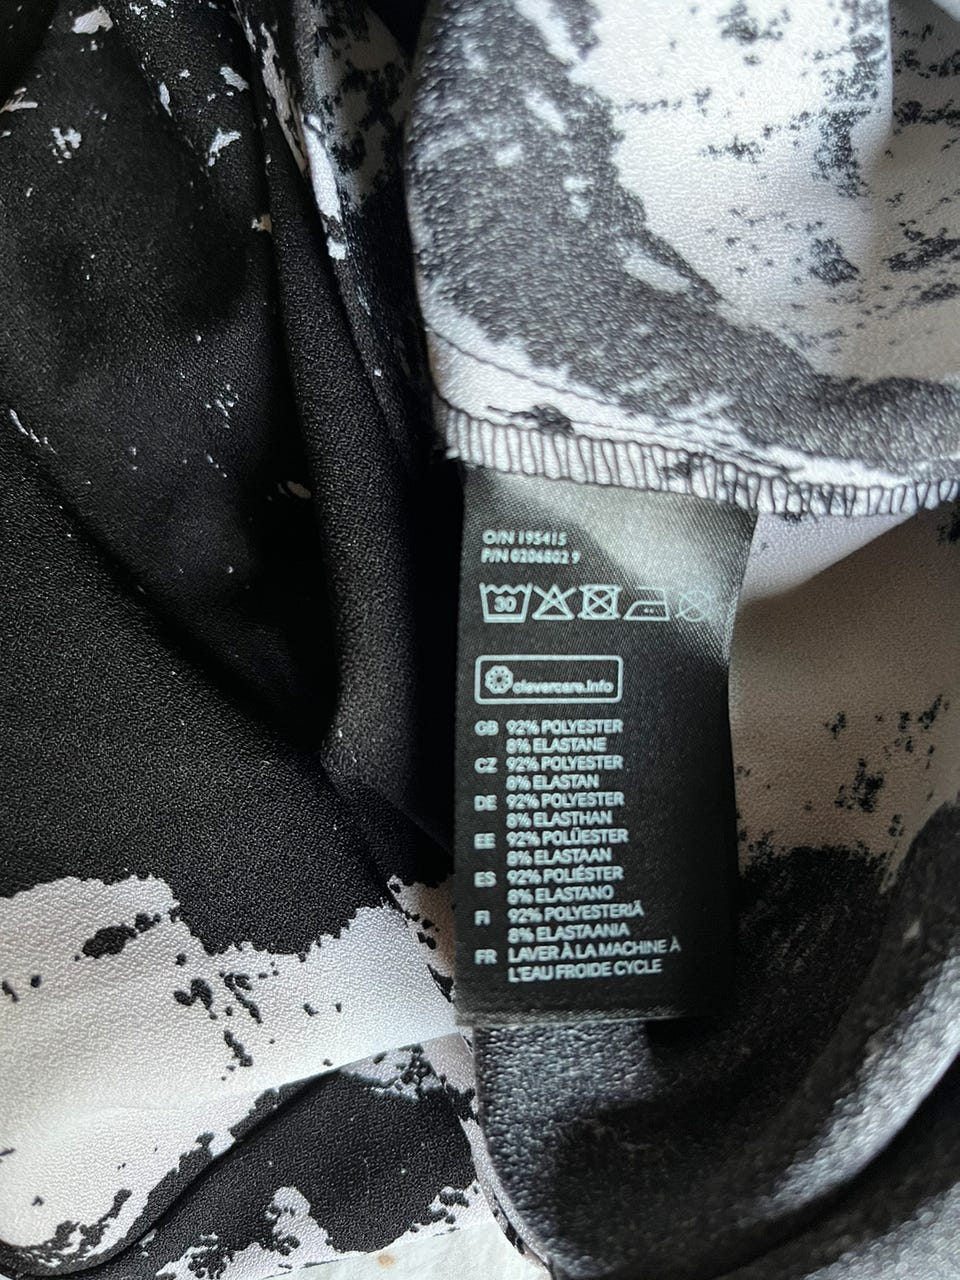 O/N 195415
P/N 0206802 9
30
clevercare.info
GB 92% POLYESTER
8% ELASTANE
CZ 92% POLYESTER
8% ELASTAN
DE 92% POLYESTER
8% ELASTHAN
EE 92% POLÜESTER
8% ELASTAAN
ES 92% POLIÉSTER
8% ELASTANO
FI 92% POLYESTERIÄ
8% ELASTAANIA
FR LAVER À LA MACHINE À
L'EAU FROIDE CYCLE